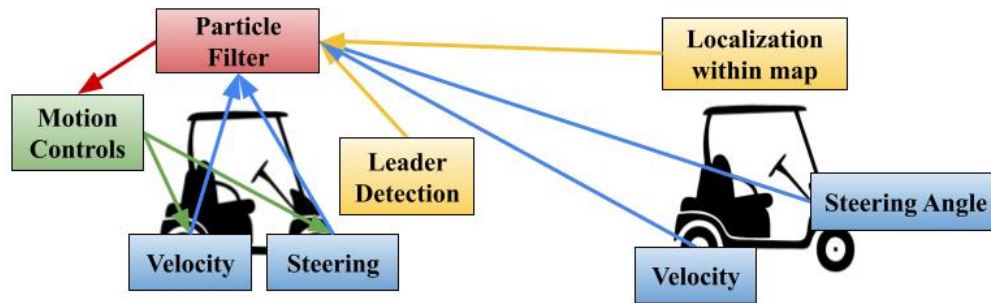 Particle
Filter
Localization
within map
Motion
Controls
Leader
Detection
Steering Angle
Velocity
Steering
Velocity